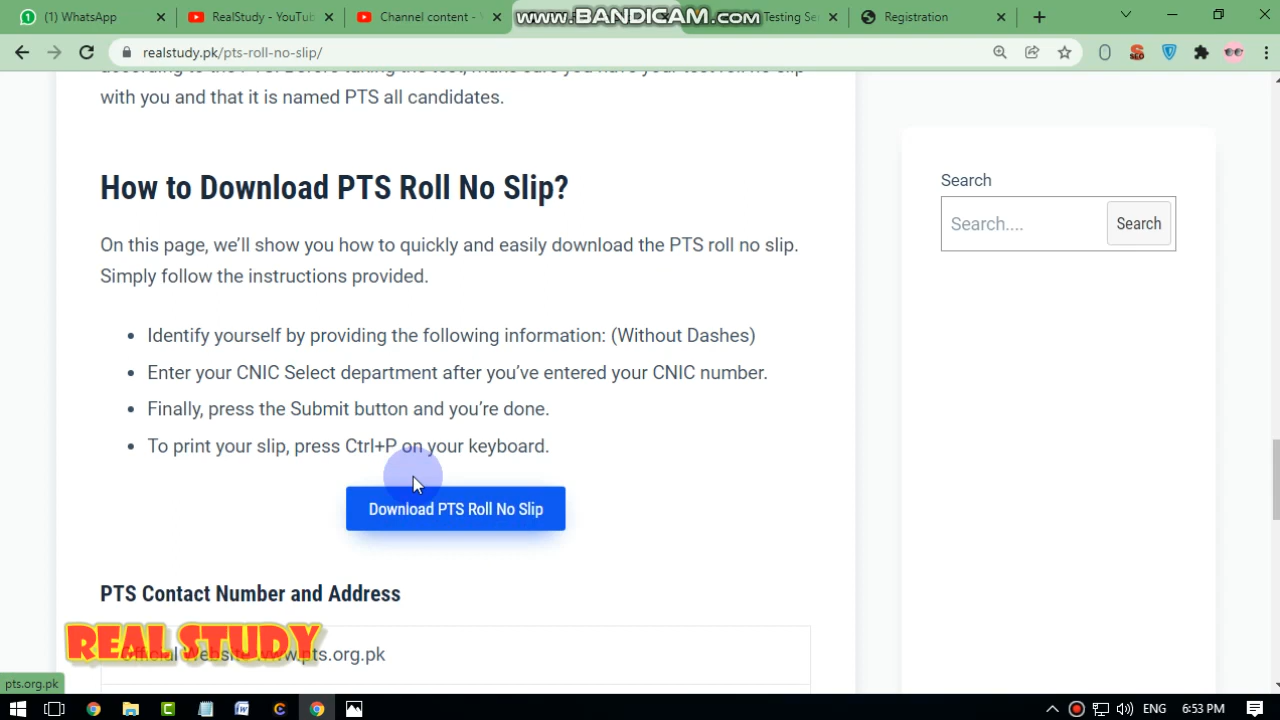 WhatsApp
RealStudy - YouTub
Channel content -
www.BANDICAM.com
Testing Se
Registration
realstudy.pk/pts-roll-no-slip/
with you and that it is named PTS all candidates.
How to Download PTS Roll No Slip?
On this page, we'll show you how to quickly and easily download the PTS roll no slip.
Simply follow the instructions provided.
Identify yourself by providing the following information: (Without Dashes)
Enter your CNIC Select department after you've entered your CNIC number.
Finally, press the Submit button and you're done.
To print your slip, press Ctrl+P on your keyboard.
Download PTS Roll No Slip
PTS Contact Number and Address
Official Website www.pts.org.pk
REAL STUDY
Search
Search....
Search
pts.org.pk
ENG
6:53 PM